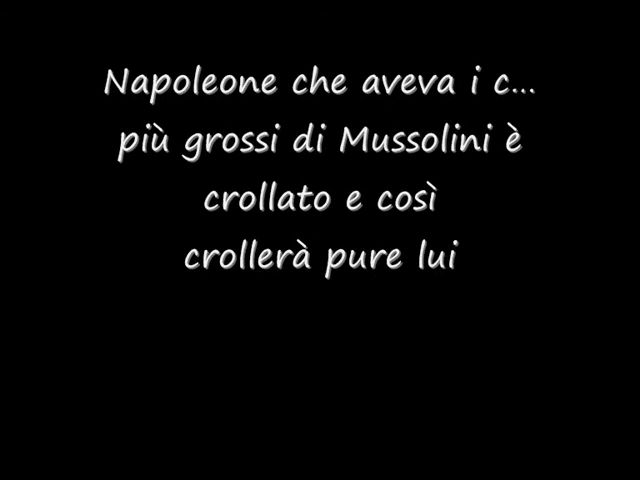 Napoleone che aveva i c...
più grossi di Mussolini è
crollato e così
crollerà pure lui